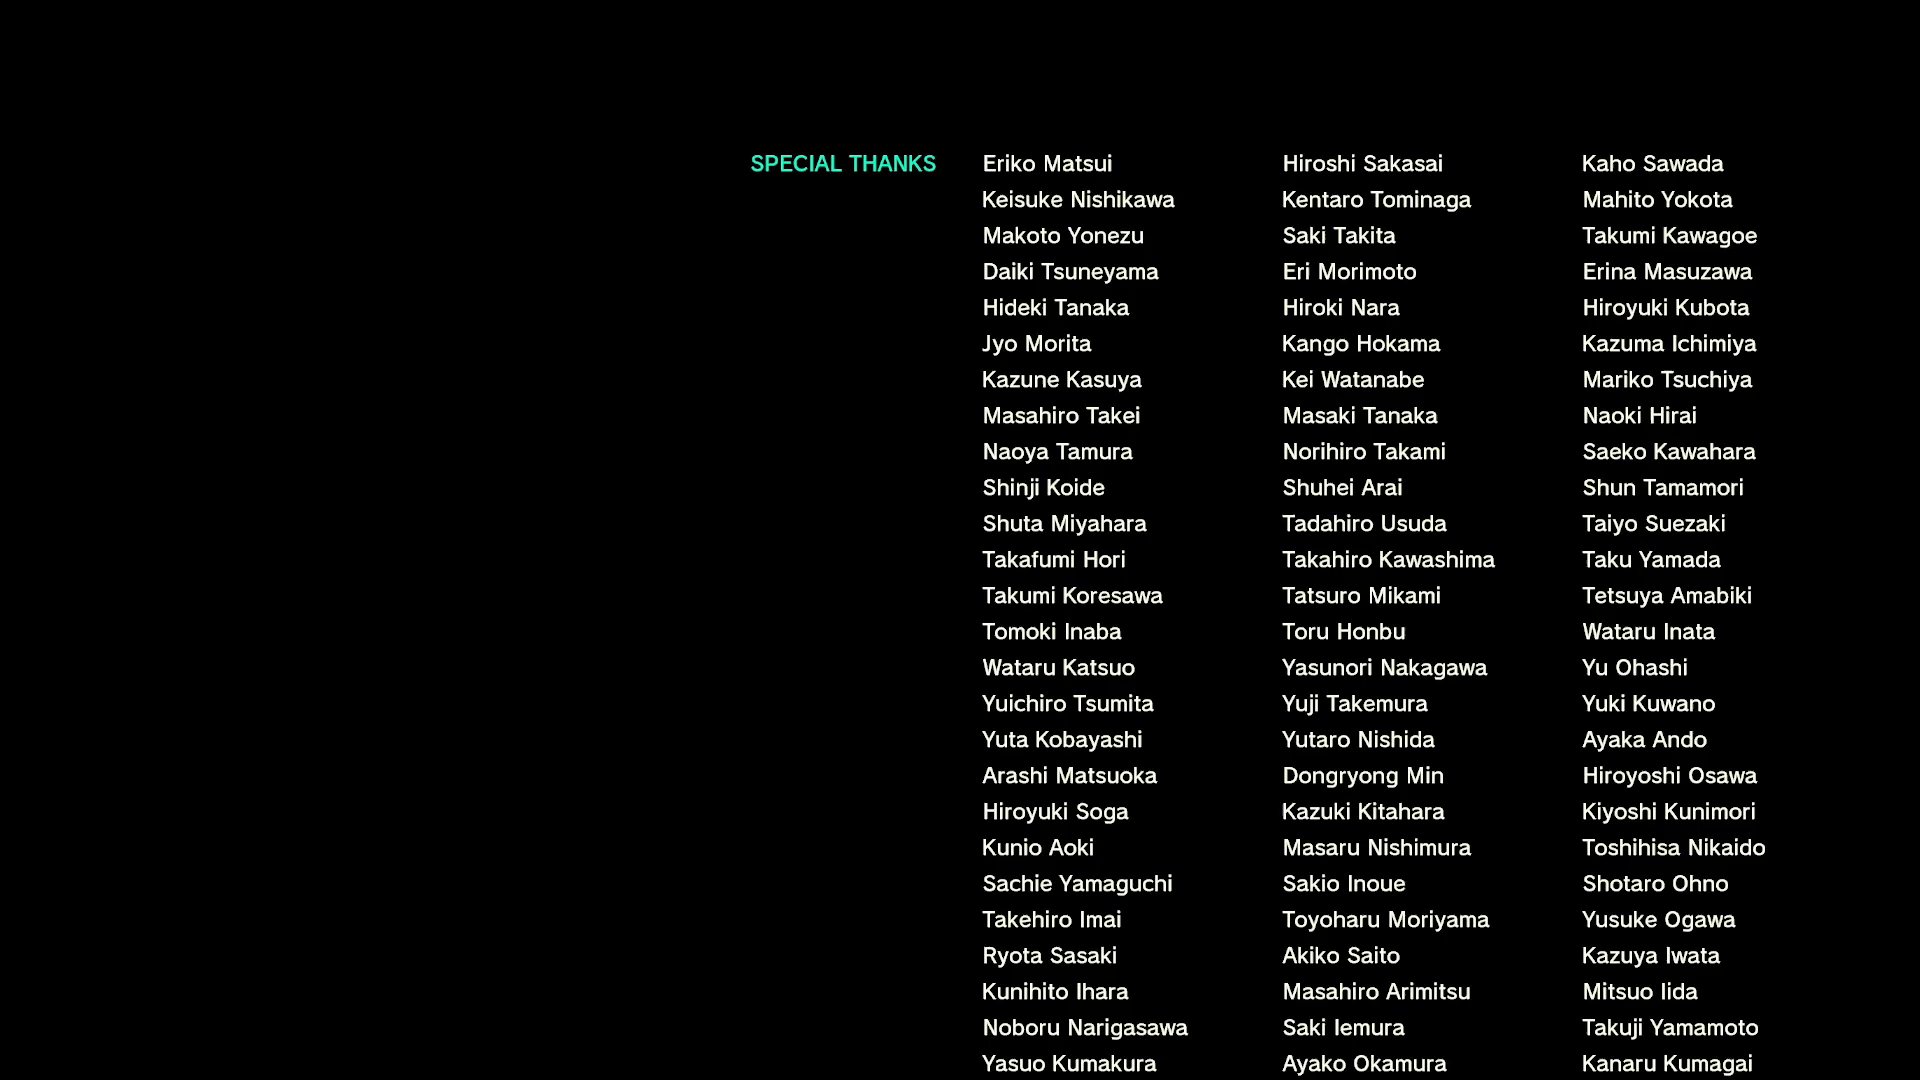 SPECIAL THANKS Eriko Matsui Hiroshi Sakasai Kaho Sawada
Keisuke Nishikawa Kentaro Tominaga Mahito Yokota
Makoto Yonezu Saki Takita Takumi Kawagoe
Daiki Tsuneyama Eri Morimoto Erina Masuzawa
Hideki Tanaka Hiroki Nara Hiroyuki Kubota
Jyo Morita Kango Hokama Kazuma Ichimiya
Kazune Kasuya Kei Watanabe Mariko Tsuchiya
Masahiro Takei Masaki Tanaka Naoki Hirai
Naoya Tamura Norihiro Takami Saeko Kawahara
Shinji Koide Shuhei Arai Shun Tamamori
Shuta Miyahara Tadahiro Usuda Taiyo Suezaki
Takafumi Hori Takahiro Kawashima Taku Yamada
Takumi Koresawa Tatsuro Mikami Tetsuya Amabiki
Tomoki Inaba Toru Honbu Wataru Inata
Wataru Katsuo Yasunori Nakagawa Yu Ohashi
Yuichiro Tsumita Yuji Takemura Yuki Kuwano
Yuta Kobayashi Yutaro Nishida Ayaka Ando
Arashi Matsuoka Dongryong Min Hiroyoshi Osawa
Hiroyuki Soga Kazuki Kitahara Kiyoshi Kunimori
Kunio Aoki Masaru Nishimura Toshihisa Nikaido
Sachie Yamaguchi Sakio Inoue Shotaro Ohno
Takehiro Imai Toyoharu Moriyama Yusuke Ogawa
Ryota Sasaki Akiko Saito Kazuya Iwata
Kunihito Ihara Masahiro Arimitsu Mitsuo Iida
Noboru Narigasawa Saki Iemura Takuji Yamamoto
Yasuo Kumakura Ayako Okamura Kanaru Kumagai